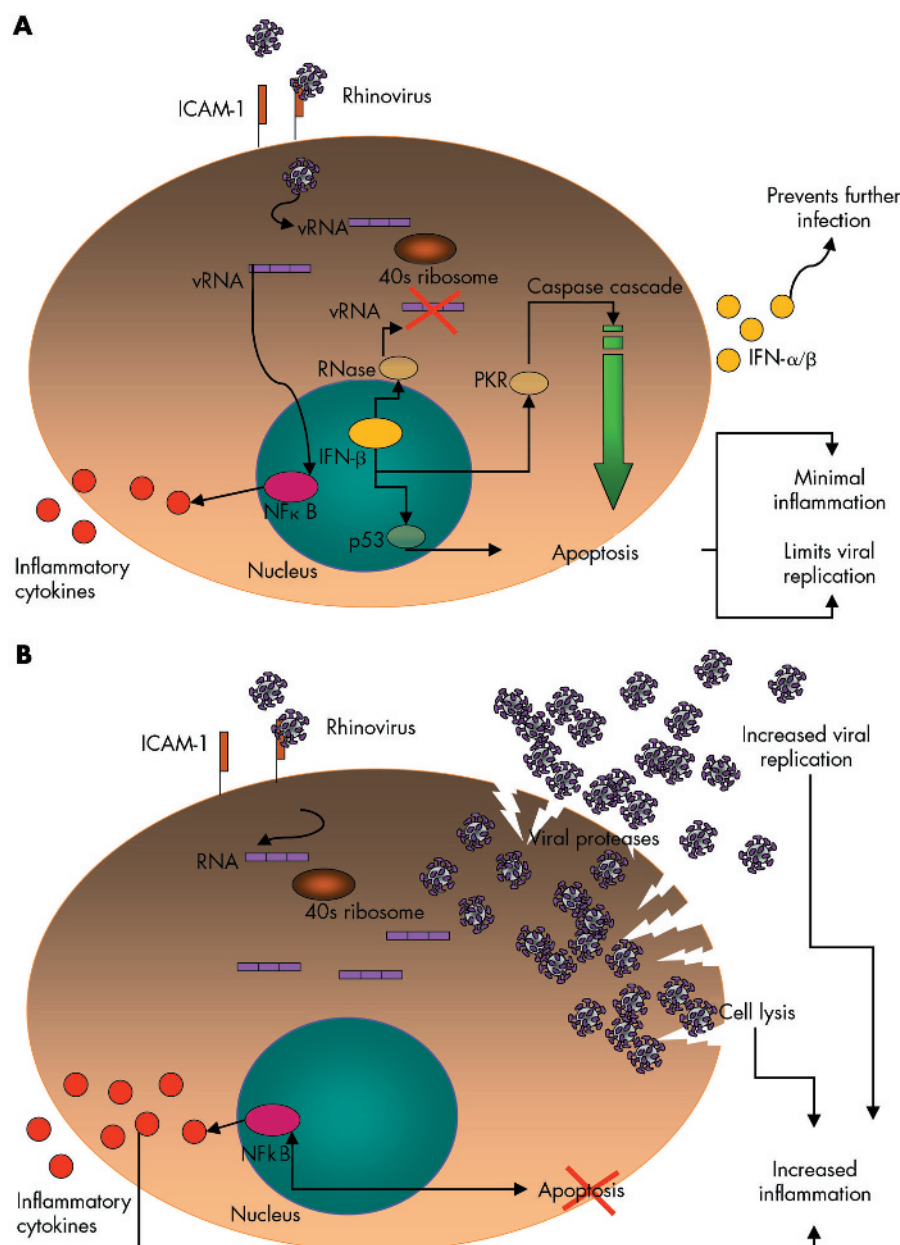 A
ICAM-1
Rhinovirus
Prevents further
infection
vRNA
40s ribosome
vRNA
Caspase cascade
vRNA
RNase
PKR
IFN-α/β
IFN-β
Minimal
inflammation
NFκ B
p53
Apoptosis
Limits viral
replication
Nucleus
Inflammatory
cytokines
B
ICAM-1
Rhinovirus
Increased viral
replication
Viral proteases
RNA
40s ribosome
Cell lysis
NFkB
Apoptosis
Increased
inflammation
Inflammatory
cytokines
Nucleus